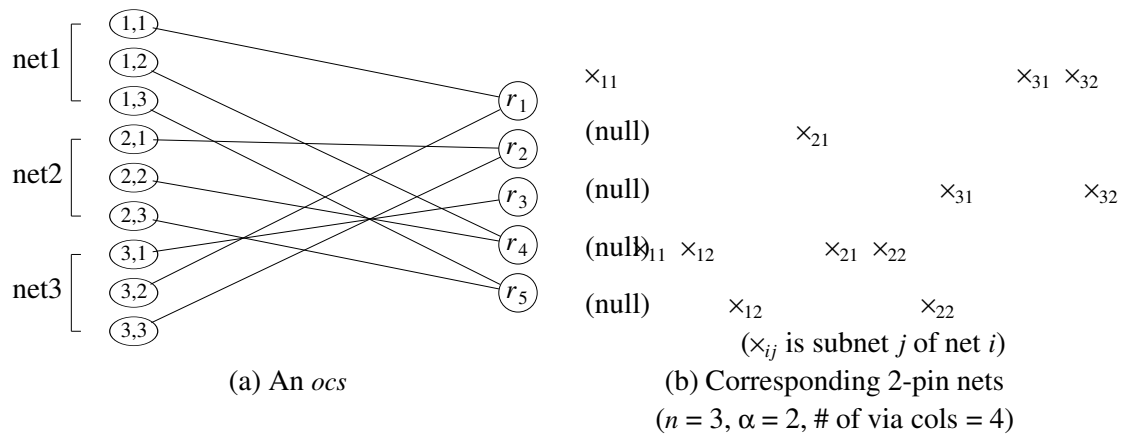 net1
1,1
1,2
1,3
net2
2,1
2,2
2,3
net3
3,1
3,2
3,3
r1
r2
r3
r4
r5
(a) An ocs
×11 ×31 ×32
(null) ×21
(null) ×31 ×32
(null) ×11 ×12 ×21 ×22
(null) ×12 ×22
(×ij is subnet j of net i)
(b) Corresponding 2-pin nets
(n = 3, α = 2, # of via cols = 4)